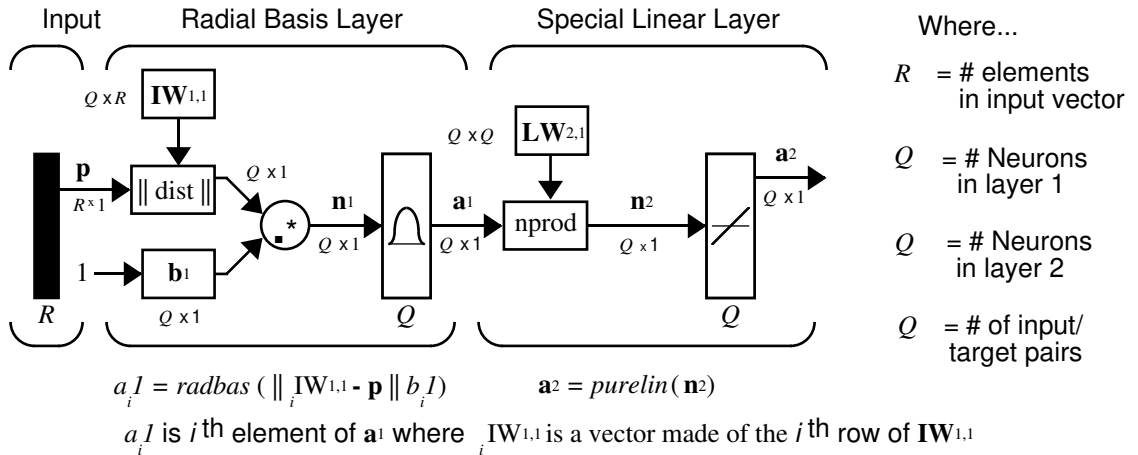 Input
Radial Basis Layer
Special Linear Layer
Where...
Q x R
IW1,1
Q x Q
LW2,1
R = # elements
in input vector
p
R x 1
|| dist ||
Q x 1
.*
n1
Q x 1
a1
Q x 1
nprod
n2
Q x 1
a2
Q x 1
Q = # Neurons
in layer 1
1
b1
Q x 1
R
Q
Q
Q = # Neurons
in layer 2
Q = # of input/
target pairs
ai1 = radbas ( || iIW1,1 - p || bi1)
a2 = purelin( n2)
ai1 is i th element of a1 where iIW1,1 is a vector made of the i th row of IW1,1